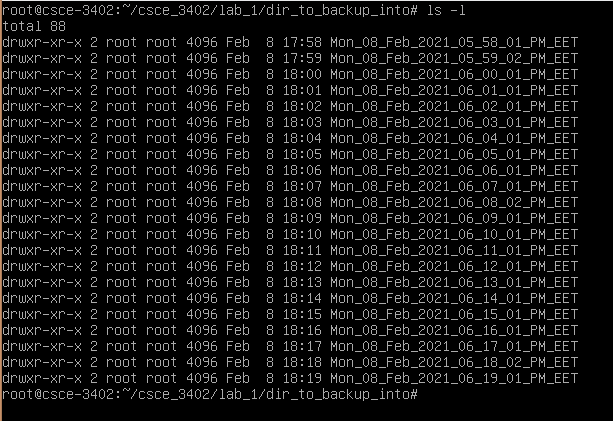 root@csce-3402:~/csce_3402/lab_1/dir_to_backup_into# ls -l
total 88
drwxr-xr-x 2 root root 4096 Feb  8 17:58 Mon_08_Feb_2021_05_58_01_PM_EET
drwxr-xr-x 2 root root 4096 Feb  8 17:59 Mon_08_Feb_2021_05_59_02_PM_EET
drwxr-xr-x 2 root root 4096 Feb  8 18:00 Mon_08_Feb_2021_06_00_01_PM_EET
drwxr-xr-x 2 root root 4096 Feb  8 18:01 Mon_08_Feb_2021_06_01_01_PM_EET
drwxr-xr-x 2 root root 4096 Feb  8 18:02 Mon_08_Feb_2021_06_02_01_PM_EET
drwxr-xr-x 2 root root 4096 Feb  8 18:03 Mon_08_Feb_2021_06_03_01_PM_EET
drwxr-xr-x 2 root root 4096 Feb  8 18:04 Mon_08_Feb_2021_06_04_01_PM_EET
drwxr-xr-x 2 root root 4096 Feb  8 18:05 Mon_08_Feb_2021_06_05_01_PM_EET
drwxr-xr-x 2 root root 4096 Feb  8 18:06 Mon_08_Feb_2021_06_06_01_PM_EET
drwxr-xr-x 2 root root 4096 Feb  8 18:07 Mon_08_Feb_2021_06_07_01_PM_EET
drwxr-xr-x 2 root root 4096 Feb  8 18:08 Mon_08_Feb_2021_06_08_02_PM_EET
drwxr-xr-x 2 root root 4096 Feb  8 18:09 Mon_08_Feb_2021_06_09_01_PM_EET
drwxr-xr-x 2 root root 4096 Feb  8 18:10 Mon_08_Feb_2021_06_10_01_PM_EET
drwxr-xr-x 2 root root 4096 Feb  8 18:11 Mon_08_Feb_2021_06_11_01_PM_EET
drwxr-xr-x 2 root root 4096 Feb  8 18:12 Mon_08_Feb_2021_06_12_01_PM_EET
drwxr-xr-x 2 root root 4096 Feb  8 18:13 Mon_08_Feb_2021_06_13_01_PM_EET
drwxr-xr-x 2 root root 4096 Feb  8 18:14 Mon_08_Feb_2021_06_14_01_PM_EET
drwxr-xr-x 2 root root 4096 Feb  8 18:15 Mon_08_Feb_2021_06_15_01_PM_EET
drwxr-xr-x 2 root root 4096 Feb  8 18:16 Mon_08_Feb_2021_06_16_01_PM_EET
drwxr-xr-x 2 root root 4096 Feb  8 18:17 Mon_08_Feb_2021_06_17_01_PM_EET
drwxr-xr-x 2 root root 4096 Feb  8 18:18 Mon_08_Feb_2021_06_18_02_PM_EET
drwxr-xr-x 2 root root 4096 Feb  8 18:19 Mon_08_Feb_2021_06_19_01_PM_EET
root@csce-3402:~/csce_3402/lab_1/dir_to_backup_into#